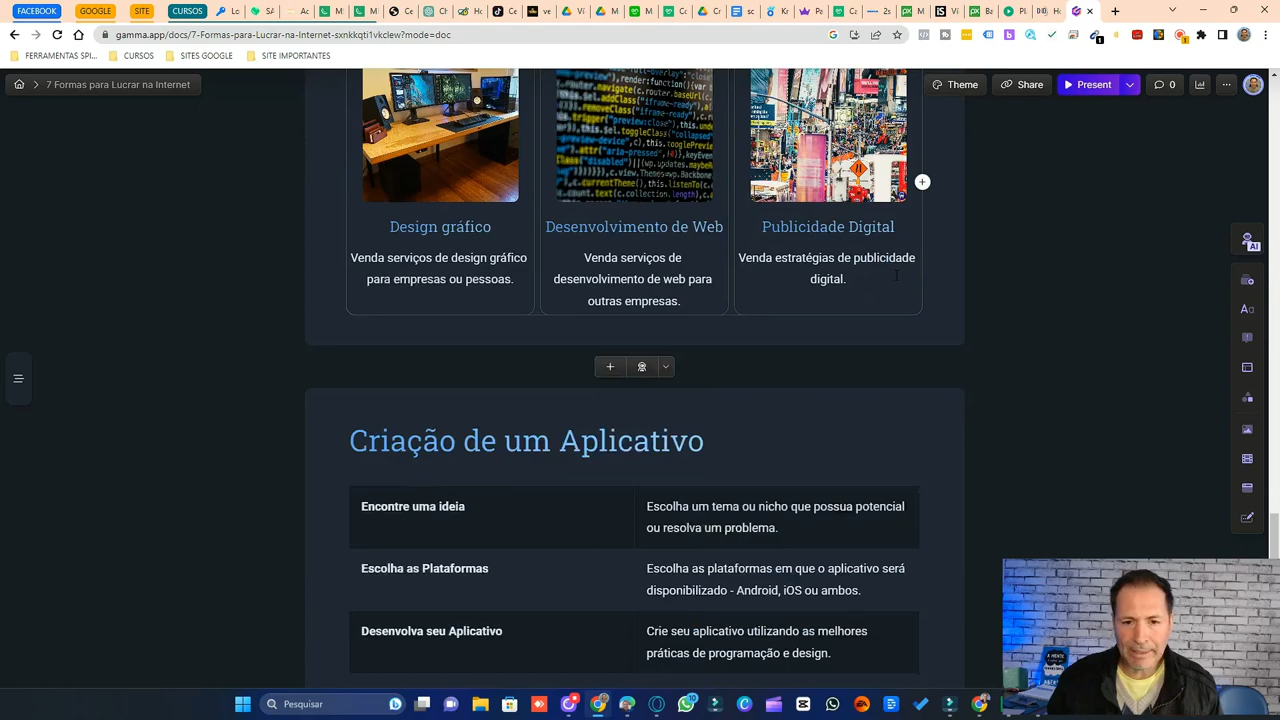 FACEBOOK
GOOGLE
SITE
CURSOS
gamma.app/docs/7-Formas-para-Lucrar-na-Internet-sxnkkqti1vkclew?mode=doc
FERRAMENTAS SPI...
CURSOS
SITES GOOGLE
SITE IMPORTANTES
7 Formas para Lucrar na Internet
Theme
Share
Present
0
Design gráfico
Desenvolvimento de Web
Publicidade Digital
Venda serviços de design gráfico
para empresas ou pessoas.
Venda serviços de
desenvolvimento de web para
outras empresas.
Venda estratégias de publicidade
digital.
AI
Criação de um Aplicativo
Encontre uma ideia
Escolha um tema ou nicho que possua potencial
ou resolva um problema.
Escolha as Plataformas
Escolha as plataformas em que o aplicativo será
disponibilizado - Android, iOS ou ambos.
Desenvolva seu Aplicativo
Crie seu aplicativo utilizando as melhores
práticas de programação e design.
A MENTE
Pesquisar
10